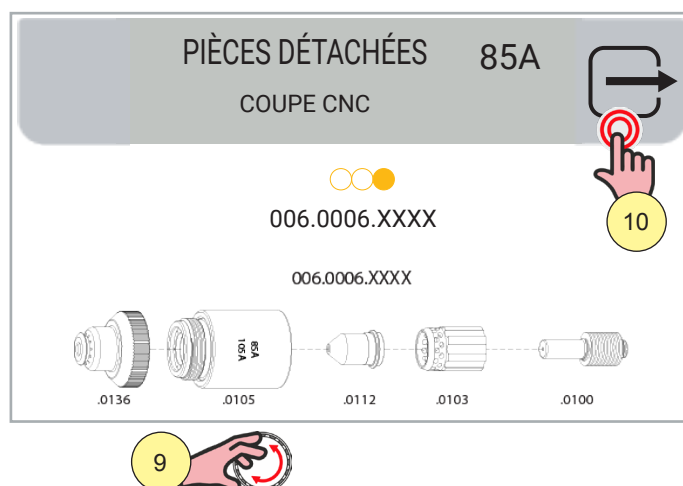 PIÈCES DÉTACHÉES 85A
COUPE CNC
10
006.0006.XXXX
006.0006.XXXX
85A
105A
.0136 .0105 .0112 .0103 .0100
9